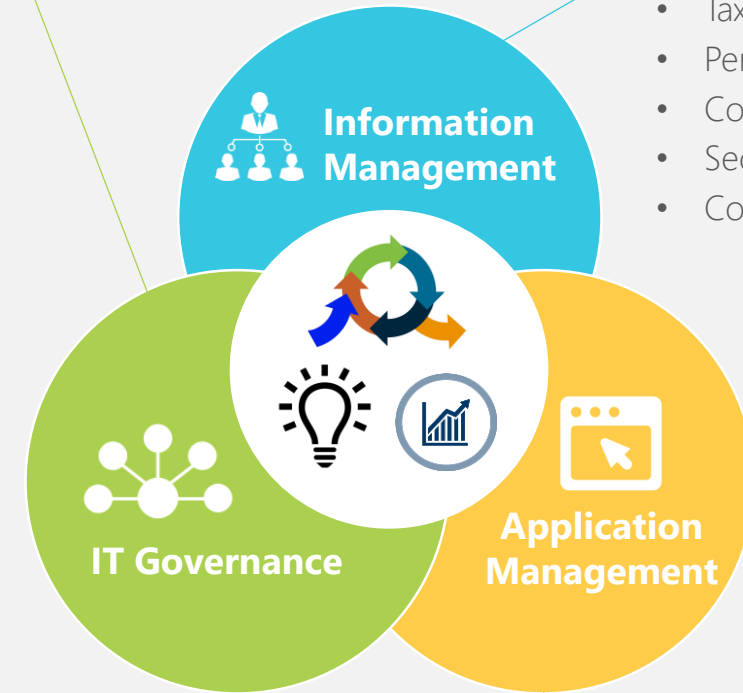 Information
Management
IT Governance
Application
Management